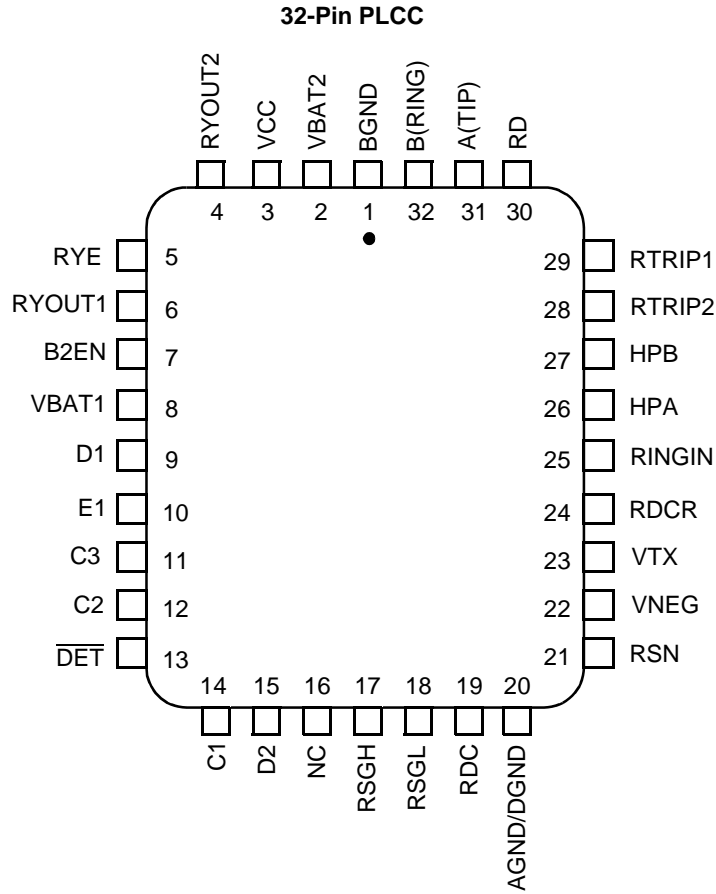 32-Pin PLCC
RYOUT2
VCC
VBAT2
BGND
B(RING)
A(TIP)
RD
4 3 2 1 32 31 30
RYE 5
RYOUT1 6
B2EN 7
VBAT1 8
D1 9
E1 10
C3 11
C2 12
D̅E̅T̅ 13
29 RTRIP1
28 RTRIP2
27 HPB
26 HPA
25 RINGIN
24 RDCR
23 VTX
22 VNEG
21 RSN
14 15 16 17 18 19 20
C1
D2
NC
RSGH
RSGL
RDC
AGND/DGND